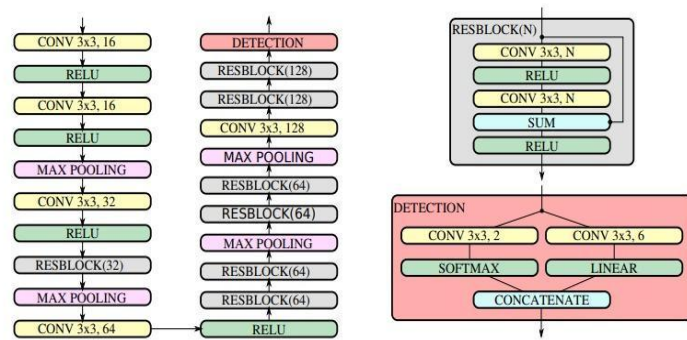 CONV 3x3, 16
RELU
CONV 3x3, 16
RELU
MAX POOLING
CONV 3x3, 32
RELU
RESBLOCK(32)
MAX POOLING
CONV 3x3, 64
DETECTION
RESBLOCK(128)
RESBLOCK(128)
CONV 3x3, 128
MAX POOLING
RESBLOCK(64)
RESBLOCK(64)
MAX POOLING
RESBLOCK(64)
RESBLOCK(64)
RELU
RESBLOCK(N)
CONV 3x3, N
RELU
CONV 3x3, N
SUM
RELU
DETECTION
CONV 3x3, 2
CONV 3x3, 6
SOFTMAX
LINEAR
CONCATENATE